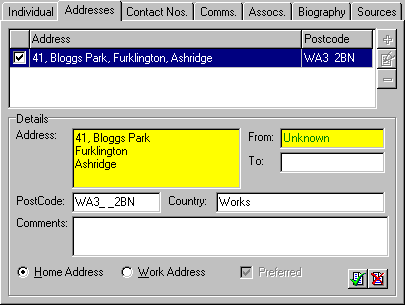 Individual Addresses Contact Nos. Comms. Assocs. Biography Sources
Address Postcode
41, Bloggs Park, Furklington, Ashridge WA3 2BN
Details
Address: 41, Bloggs Park From: Unknown
Furklington To:
Ashridge
PostCode: WA3_ _2BN Country: Works
Comments:
Home Address Work Address Preferred